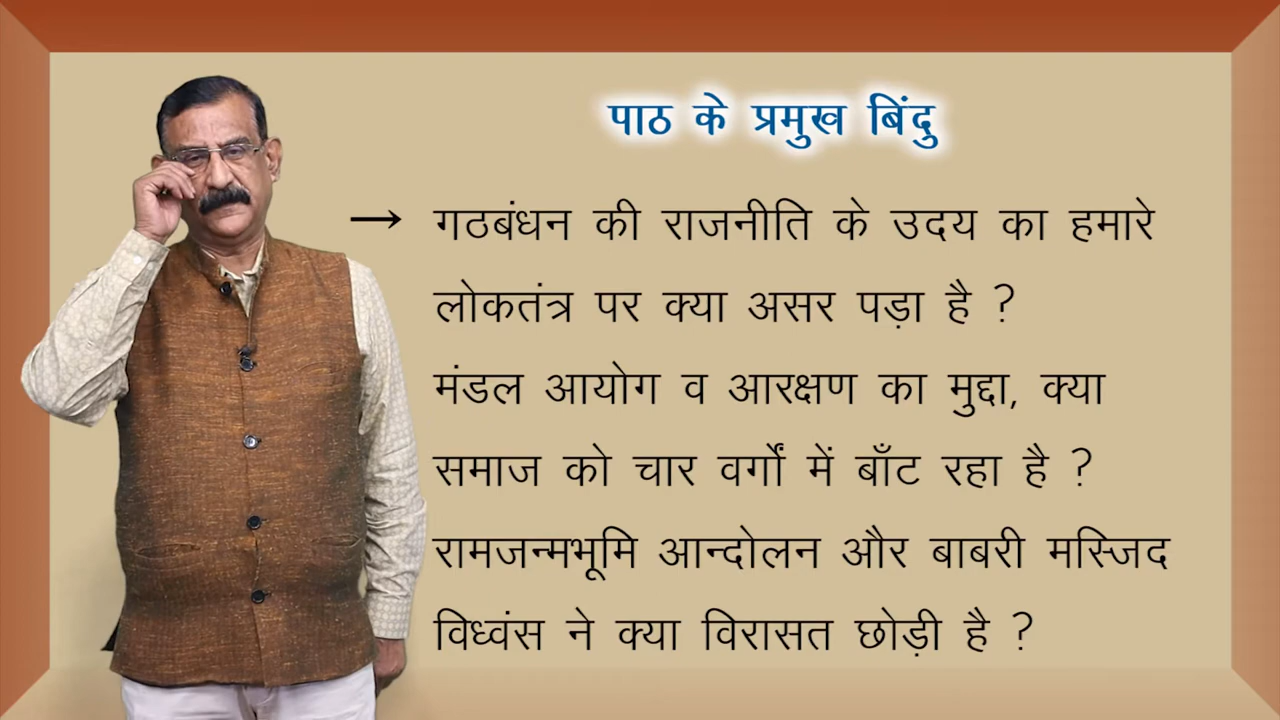 पाठ के प्रमुख बिंदु
→ गठबंधन की राजनीति के उदय का हमारे
लोकतंत्र पर क्या असर पड़ा है ?
मंडल आयोग व आरक्षण का मुद्दा, क्या
समाज को चार वर्गों में बाँट रहा है ?
रामजन्मभूमि आन्दोलन और बाबरी मस्जिद
विध्वंस ने क्या विरासत छोड़ी है ?